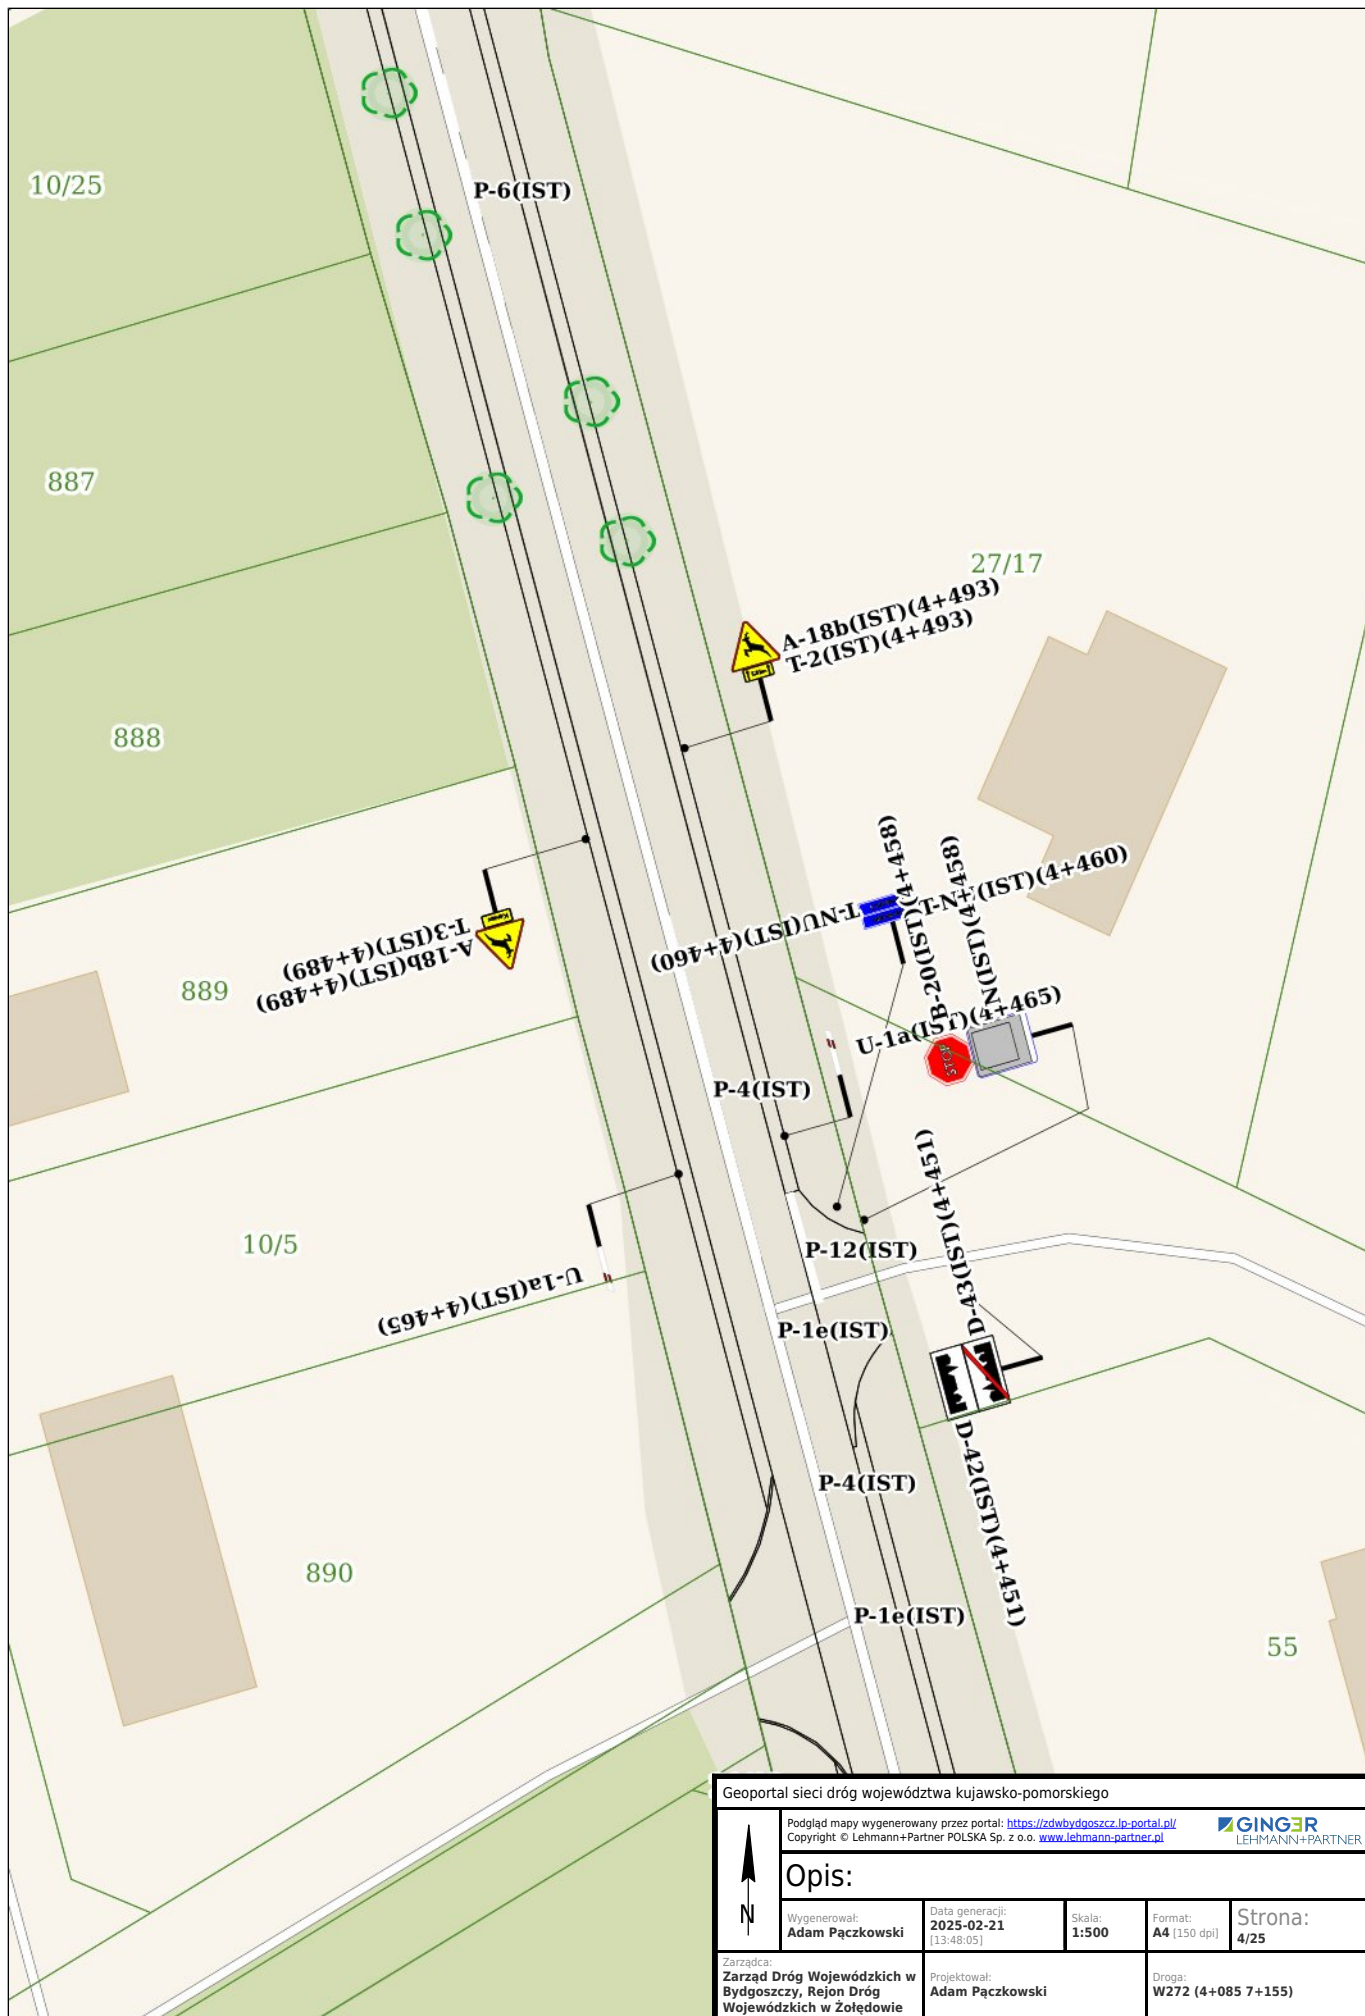 10/25
P-6(IST)
887
27/17
A-18b(IST)(4+493)
T-2(IST)(4+493)
888
B-20(IST)(4+458)
T-NU(IST)(4+460)
T-3(IST)(4+489)
A-18b(IST)(4+489)
889
U-1a(IST)(4+465)
STOP
P-4(IST)
10/5
P-12(IST)
D-43(IST)(4+451)
U-1a(IST)(4+465)
P-1e(IST)
D-42(IST)(4+451)
P-4(IST)
890
P-1e(IST)
55
Geoportal sieci dróg województwa kujawsko-pomorskiego
Podgląd mapy wygenerowany przez portal: https://zdwbydgoszcz.lp-portal.pl/
Copyright © Lehmann+Partner POLSKA Sp. z o.o. www.lehmann-partner.pl
GINGER
LEHMANN+PARTNER
Opis:
N
Wygenerował:
Adam Pączkowski
Data generacji:
2025-02-21
[13:48:05]
Skala:
1:500
Format:
A4 [150 dpi]
Strona:
4/25
Zarządca:
Zarząd Dróg Wojewódzkich w
Bydgoszczy, Rejon Dróg
Wojewódzkich w Żołędowie
Projektował:
Adam Pączkowski
Droga:
W272 (4+085 7+155)